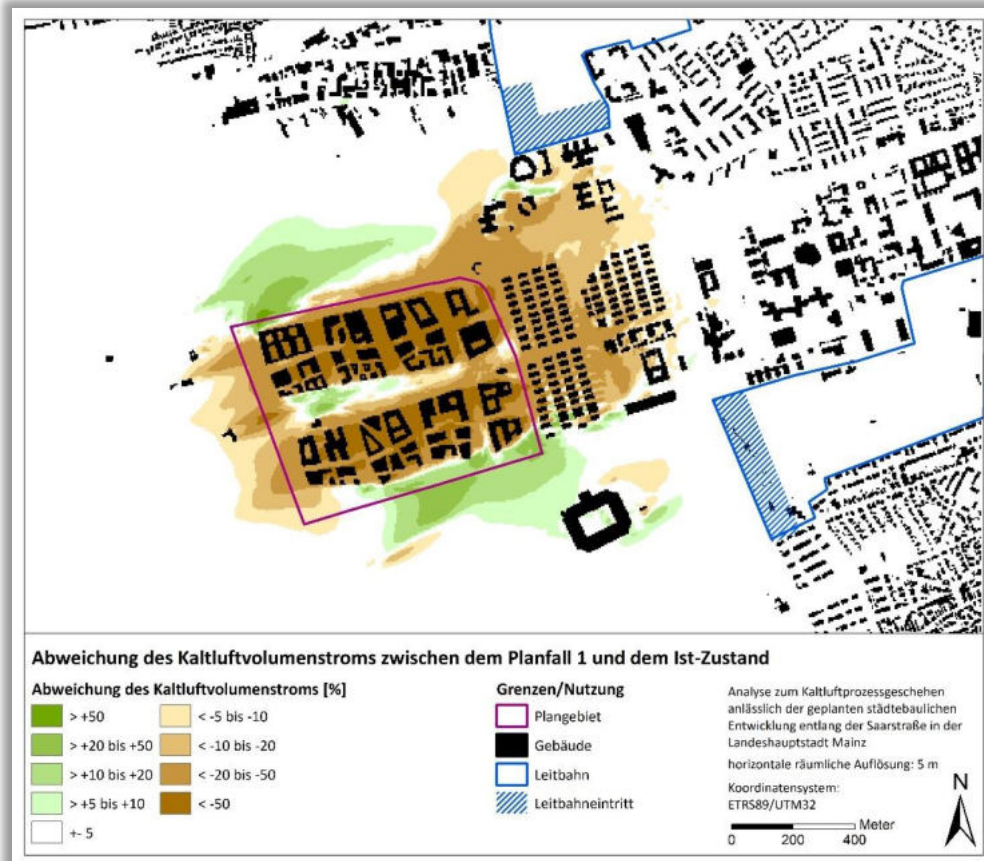 Abweichung des Kaltluftvolumenstroms zwischen dem Planfall 1 und dem Ist-Zustand
Abweichung des Kaltluftvolumenstroms [%]
> +50
> +20 bis +50
> +10 bis +20
> +5 bis +10
+- 5
< -5 bis -10
< -10 bis -20
< -20 bis -50
< -50
Grenzen/Nutzung
Plangebiet
Gebäude
Leitbahn
Leitbahneintritt
Analyse zum Kaltluftprozessgeschehen
anlässlich der geplanten städtebaulichen
Entwicklung entlang der Saarstraße in der
Landeshauptstadt Mainz
horizontale räumliche Auflösung: 5 m
Koordinatensystem:
ETRS89/UTM32
Meter
0 200 400
N